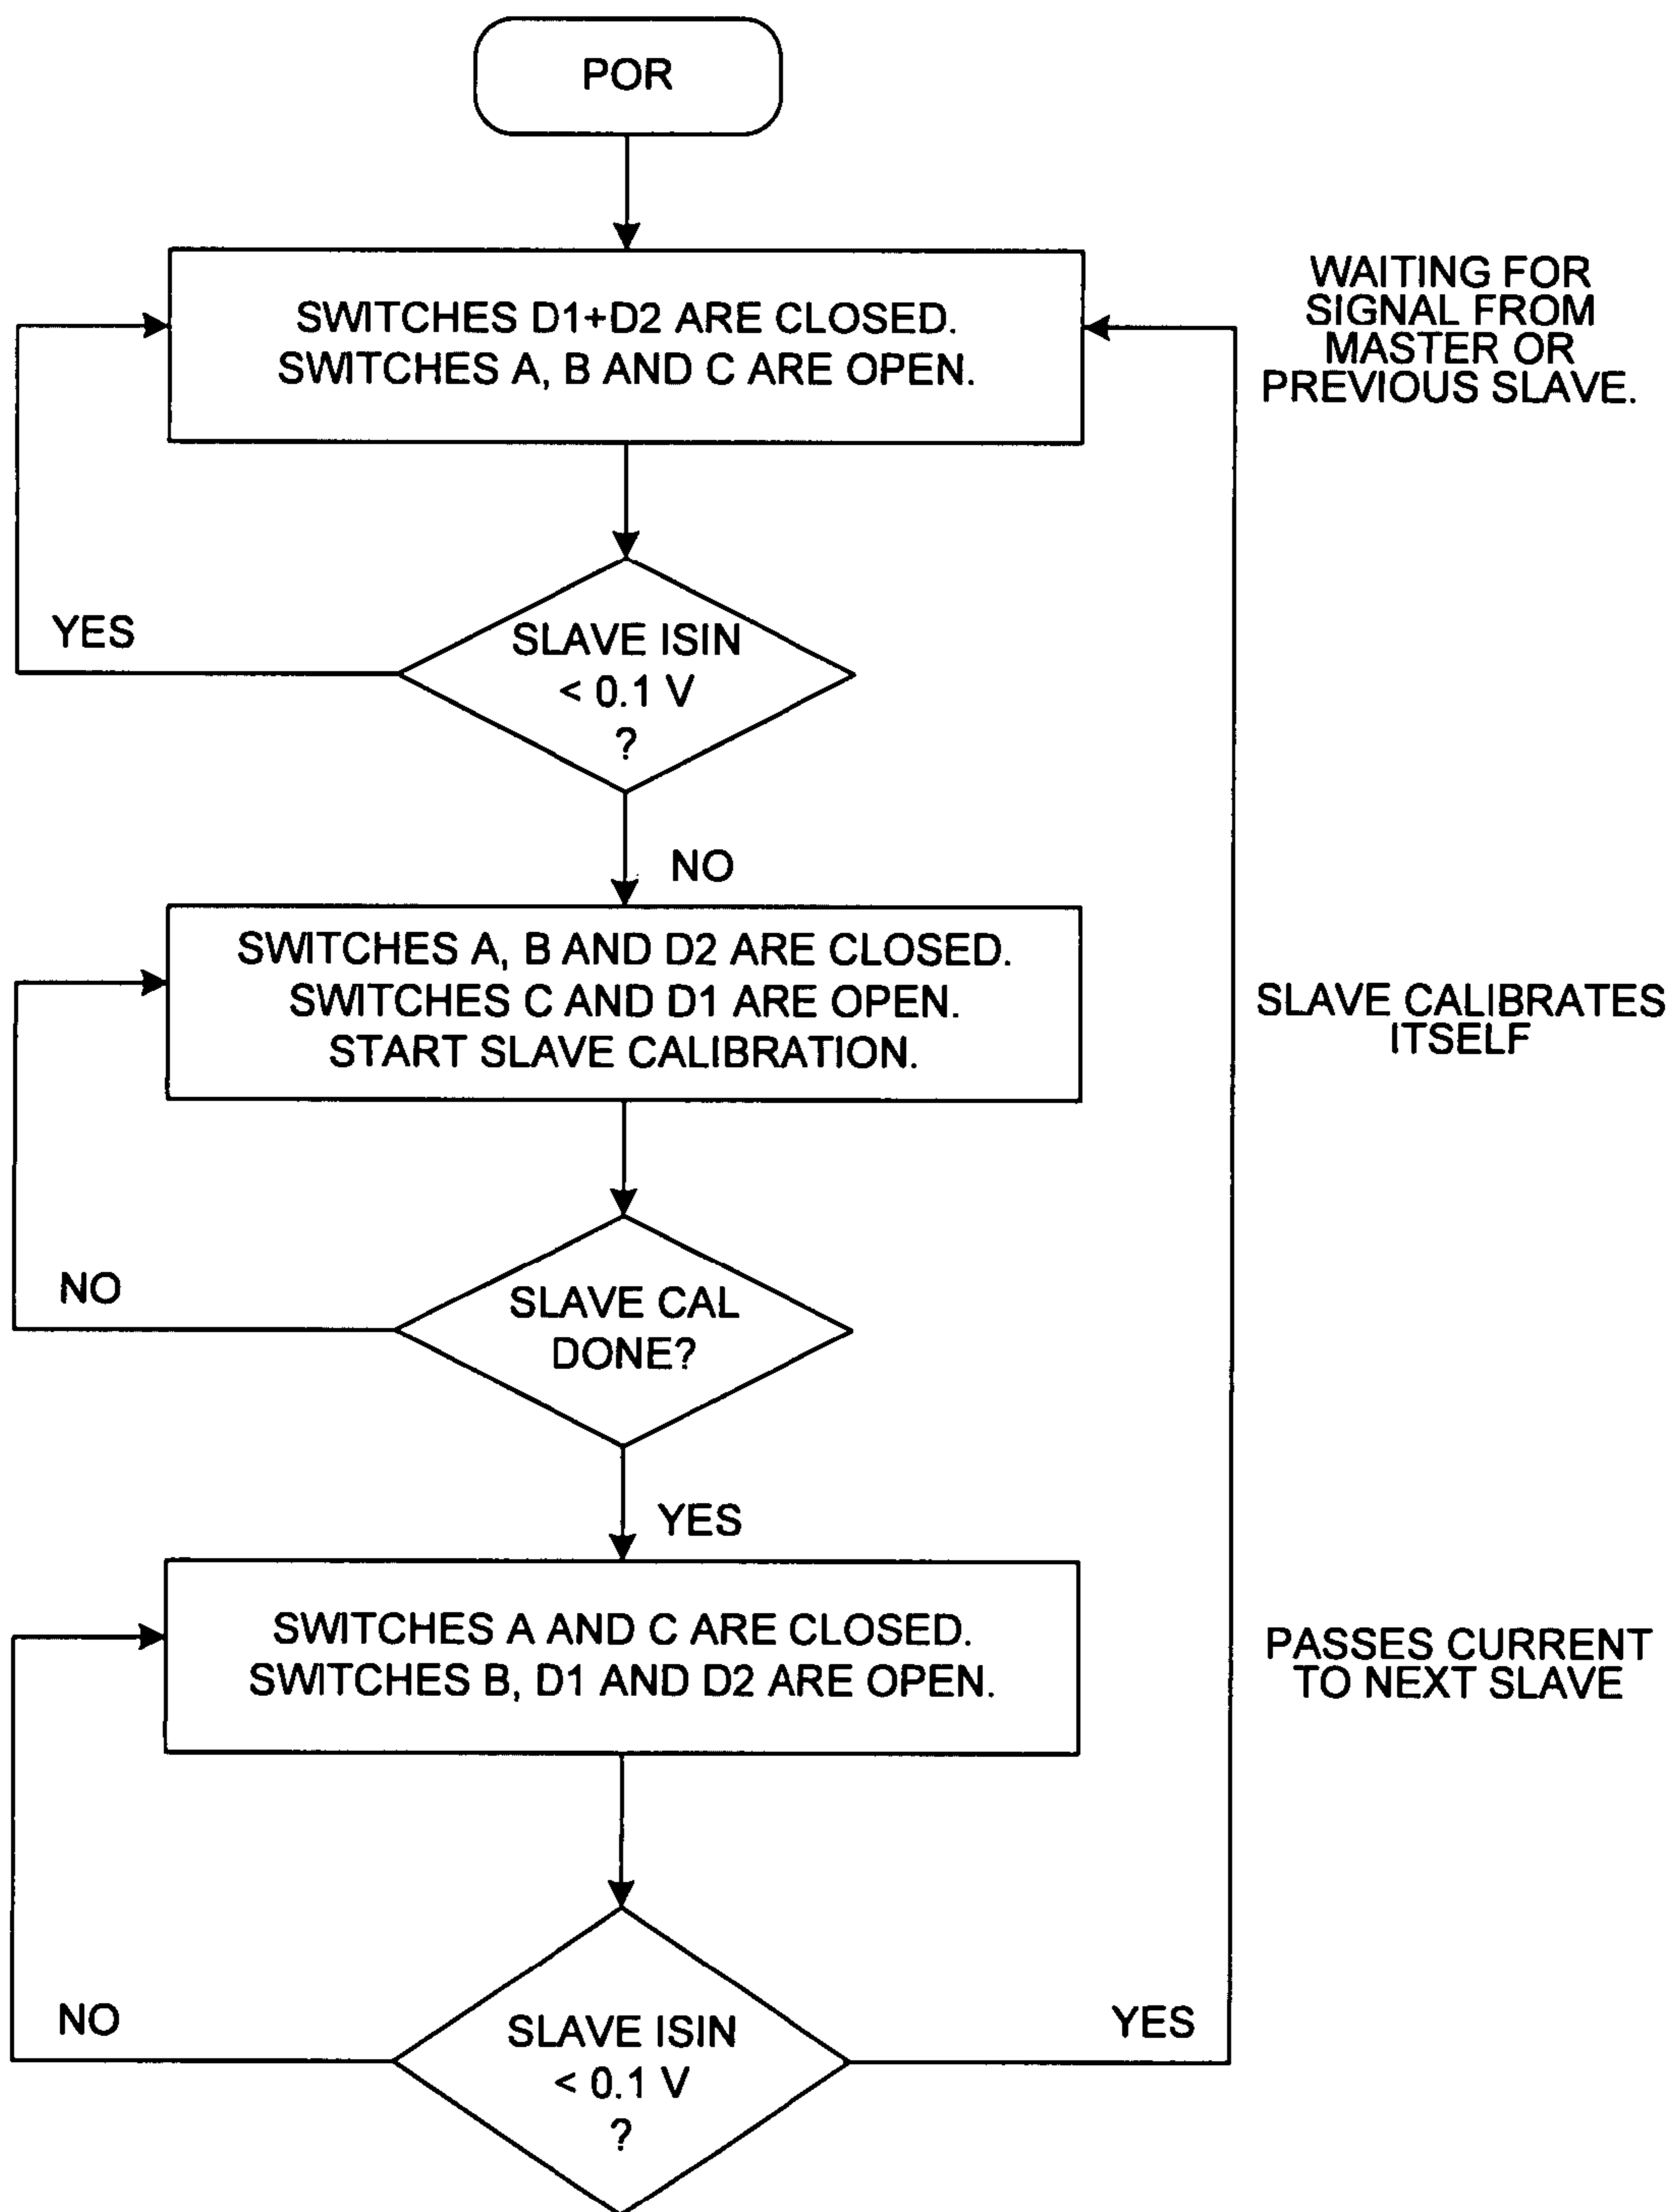 POR
SWITCHES D1+D2 ARE CLOSED.
SWITCHES A, B AND C ARE OPEN.
WAITING FOR
SIGNAL FROM
MASTER OR
PREVIOUS SLAVE.
YES
SLAVE ISIN
< 0.1 V
?
NO
SWITCHES A, B AND D2 ARE CLOSED.
SWITCHES C AND D1 ARE OPEN.
START SLAVE CALIBRATION.
SLAVE CALIBRATES
ITSELF
NO
SLAVE CAL
DONE?
YES
SWITCHES A AND C ARE CLOSED.
SWITCHES B, D1 AND D2 ARE OPEN.
PASSES CURRENT
TO NEXT SLAVE
NO
SLAVE ISIN
< 0.1 V
?
YES